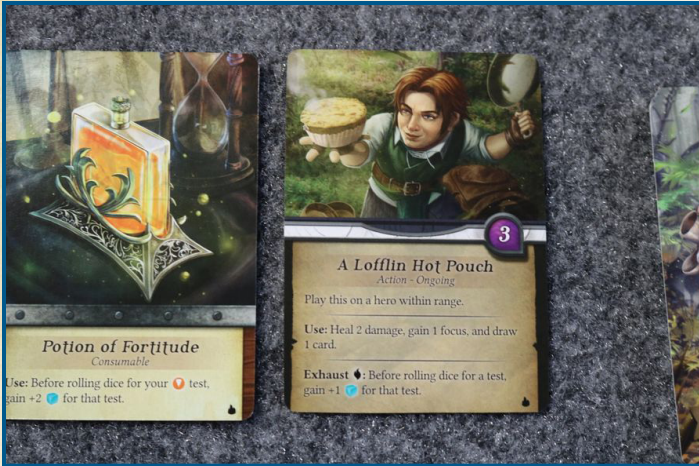 Potion of Fortitude
Consumable
Use: Before rolling dice for your test,
gain +2 for that test.
3
A Lofflin Hot Pouch
Action - Ongoing
Play this on a hero within range.
Use: Heal 2 damage, gain 1 focus, and draw
1 card.
Exhaust : Before rolling dice for a test,
gain +1 for that test.